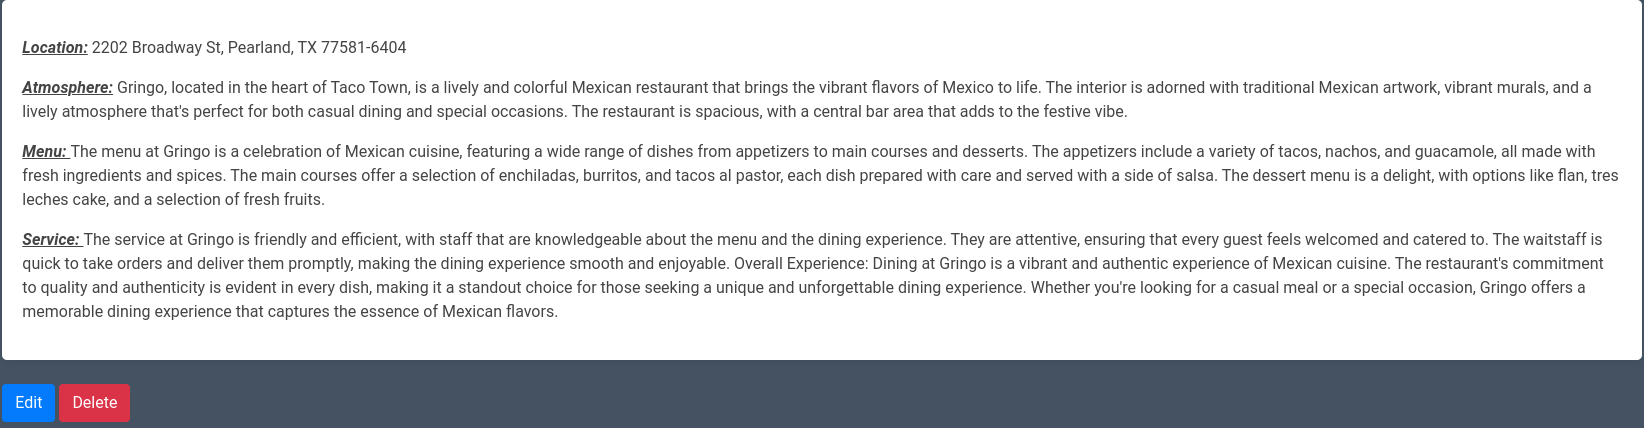 Location: 2202 Broadway St, Pearland, TX 77581-6404
Atmosphere: Gringo, located in the heart of Taco Town, is a lively and colorful Mexican restaurant that brings the vibrant flavors of Mexico to life. The interior is adorned with traditional Mexican artwork, vibrant murals, and a
lively atmosphere that's perfect for both casual dining and special occasions. The restaurant is spacious, with a central bar area that adds to the festive vibe.
Menu: The menu at Gringo is a celebration of Mexican cuisine, featuring a wide range of dishes from appetizers to main courses and desserts. The appetizers include a variety of tacos, nachos, and guacamole, all made with
fresh ingredients and spices. The main courses offer a selection of enchiladas, burritos, and tacos al pastor, each dish prepared with care and served with a side of salsa. The dessert menu is a delight, with options like flan, tres
leches cake, and a selection of fresh fruits.
Service: The service at Gringo is friendly and efficient, with staff that are knowledgeable about the menu and the dining experience. They are attentive, ensuring that every guest feels welcomed and catered to. The waitstaff is
quick to take orders and deliver them promptly, making the dining experience smooth and enjoyable. Overall Experience: Dining at Gringo is a vibrant and authentic experience of Mexican cuisine. The restaurant's commitment
to quality and authenticity is evident in every dish, making it a standout choice for those seeking a unique and unforgettable dining experience. Whether you're looking for a casual meal or a special occasion, Gringo offers a
memorable dining experience that captures the essence of Mexican flavors.
Edit Delete